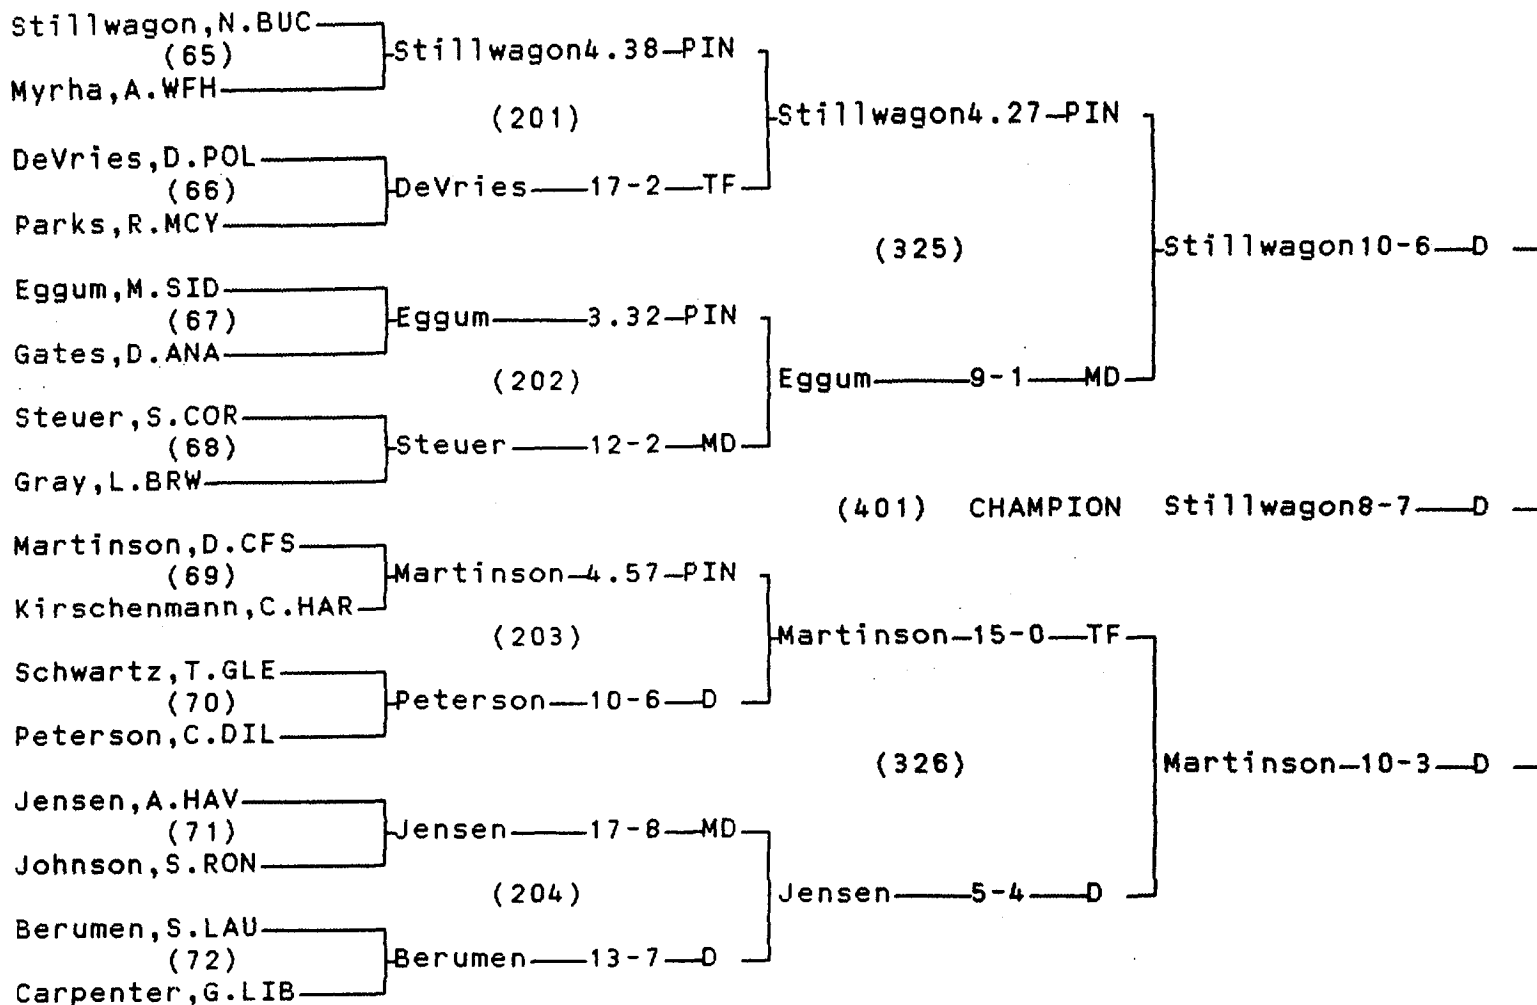 Stillwagon,N.BUC
(65) Stillwagon4.38—PIN
Myrha,A.WFH
(201) Stillwagon4.27—PIN
DeVries,D.POL
(66) DeVries——17-2—TF
Parks,R.MCY
(325) Stillwagon10-6—D
Eggum,M.SID
(67) Eggum———3.32—PIN
Gates,D.ANA
(202) Eggum———9-1——MD
Steuer,S.COR
(68) Steuer———12-2—MD
Gray,L.BRW
(401) CHAMPION Stillwagon8-7——D
Martinson,D.CFS
(69) Martinson—4.57—PIN
Kirschenmann,C.HAR
(203) Martinson—15-0—TF
Schwartz,T.GLE
(70) Peterson——10-6—D
Peterson,C.DIL
(326) Martinson—10-3—D
Jensen,A.HAV
(71) Jensen———17-8—MD
Johnson,S.RON
(204) Jensen———5-4——D
Berumen,S.LAU
(72) Berumen——13-7—D
Carpenter,G.LIB